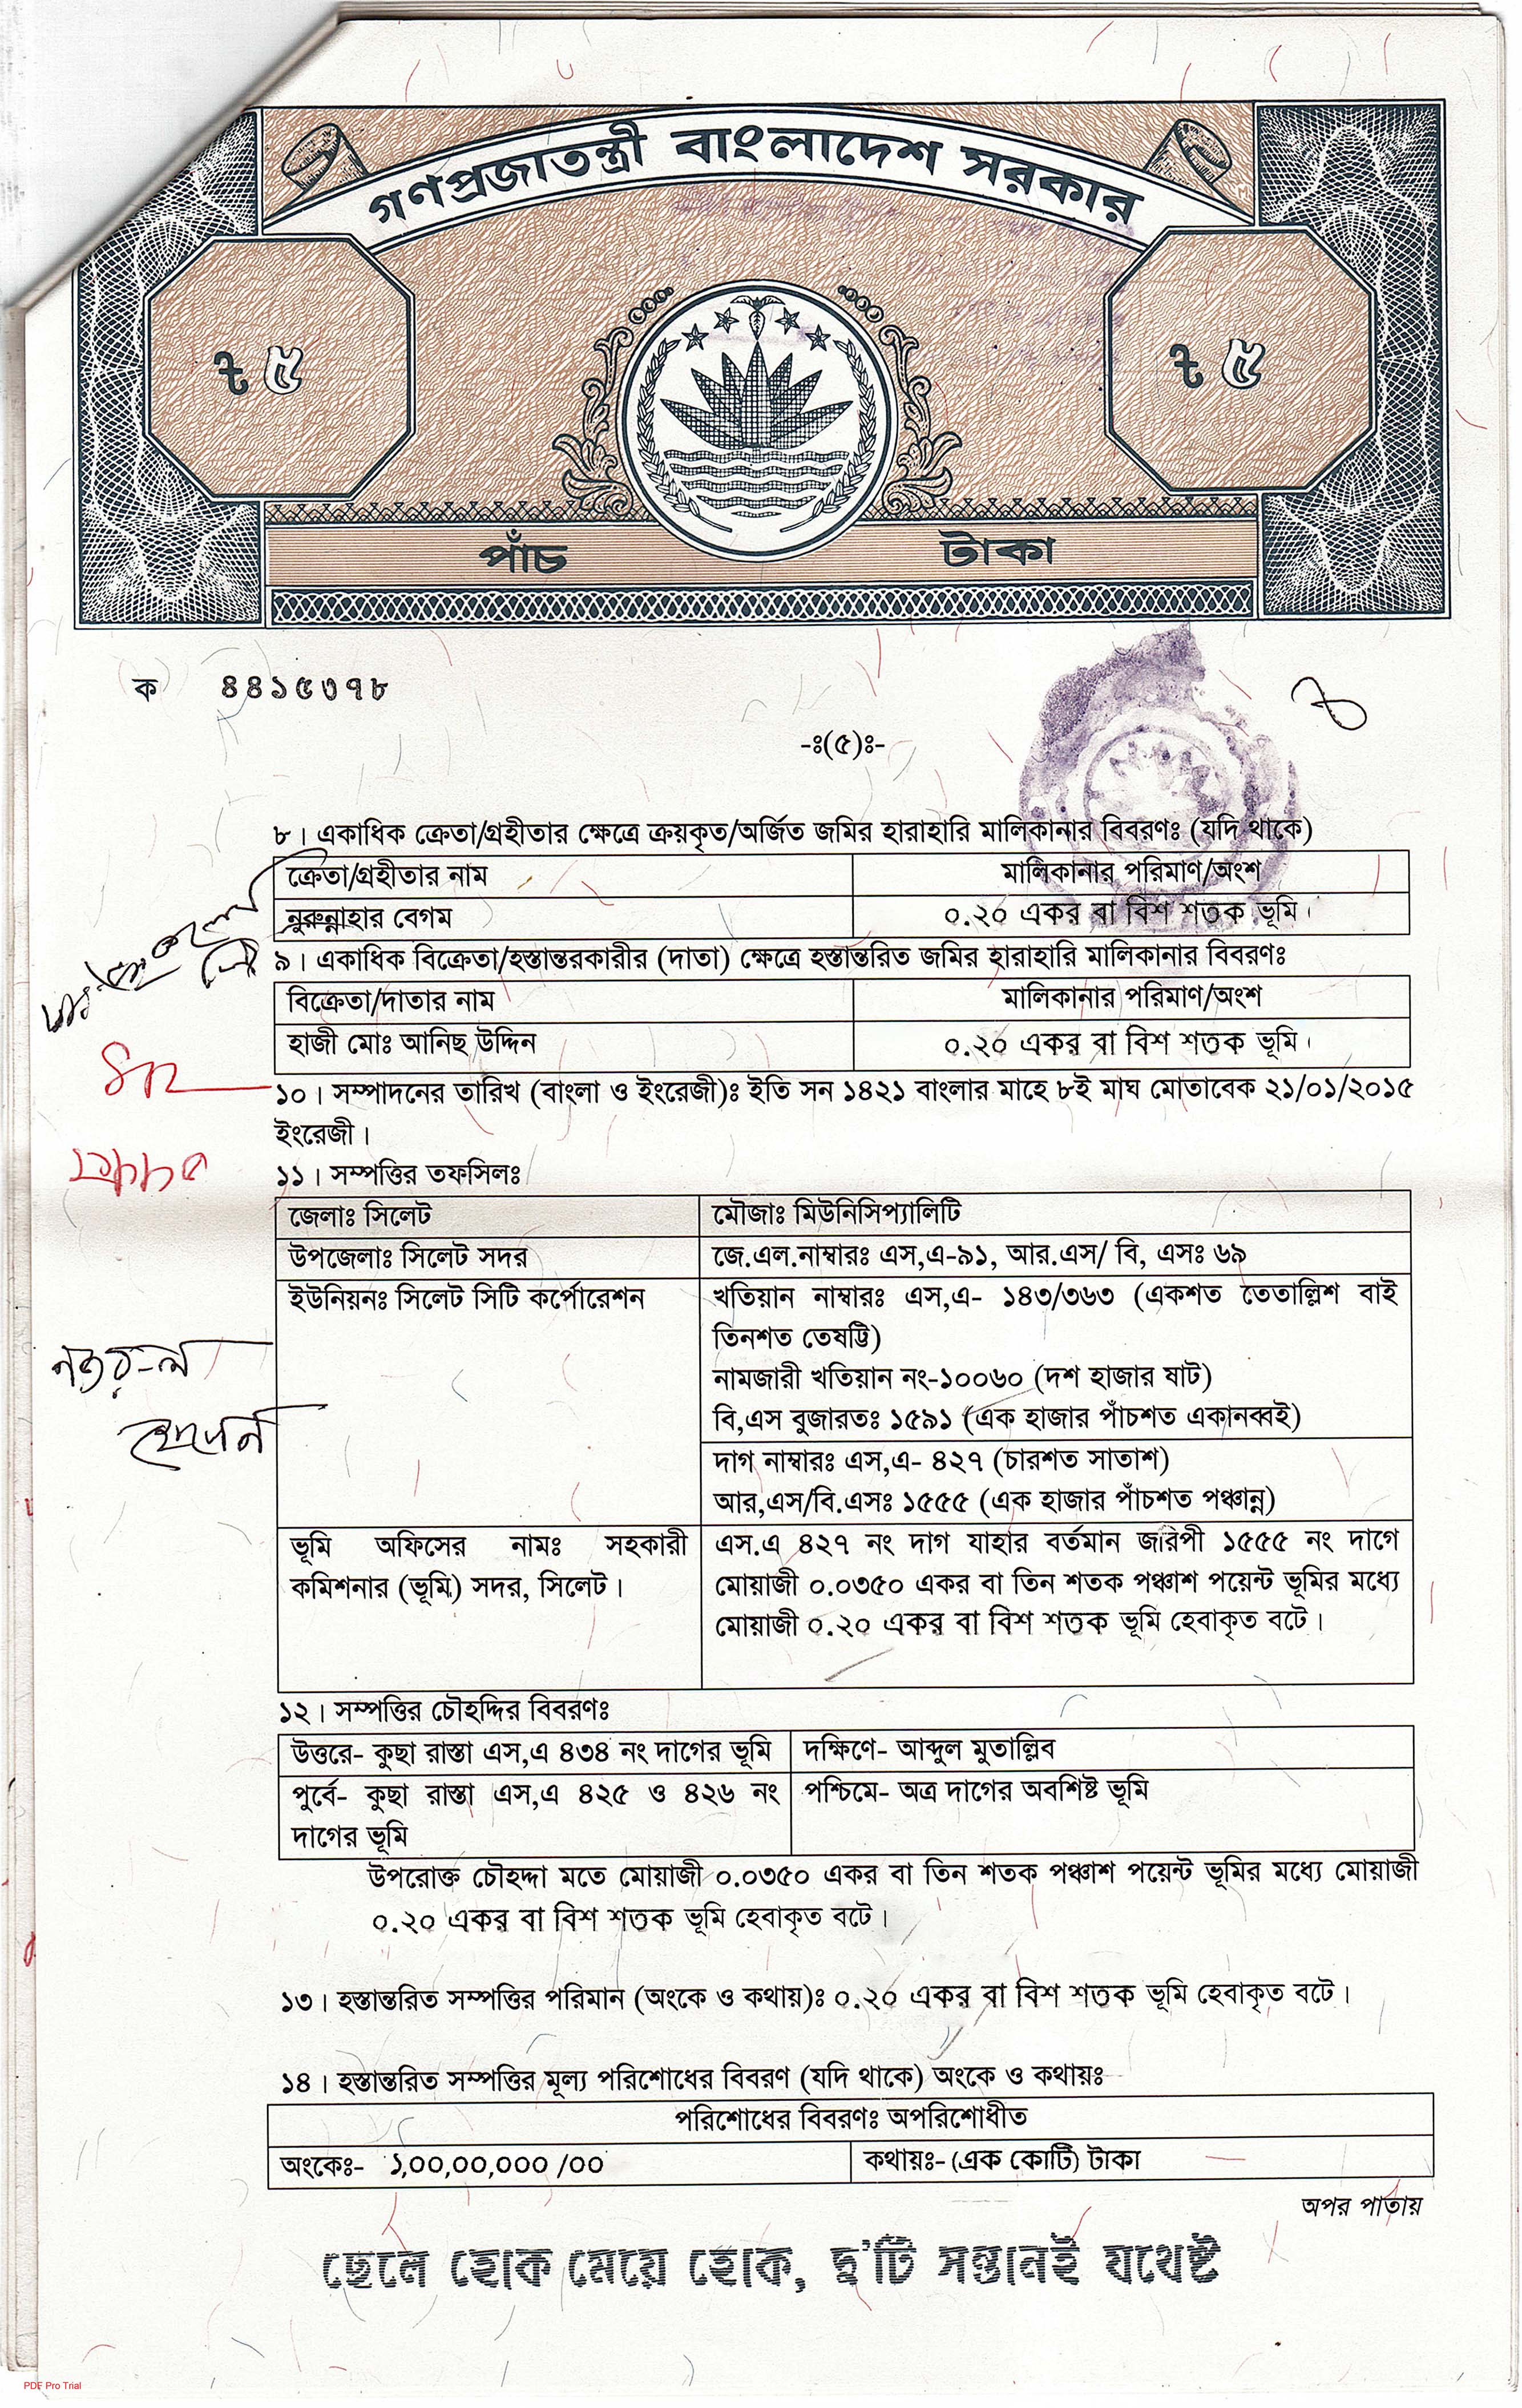 গণপ্রজাতন্ত্রী বাংলাদেশ সরকার
৳ ৫
৳ ৫
পাঁচ টাকা
ক ৪৪১৫৩৭৮
-ঃ(৫)ঃ-
৮। একাধিক ক্রেতা/গ্রহীতার ক্ষেত্রে ক্রয়কৃত/অর্জিত জমির হারাহারি মালিকানার বিবরণঃ (যদি থাকে)
ক্রেতা/গ্রহীতার নাম মালিকানার পরিমাণ/অংশ
নুরুন্নাহার বেগম ০.২০ একর বা বিশ শতক ভূমি।
৯। একাধিক বিক্রেতা/হস্তান্তরকারীর (দাতা) ক্ষেত্রে হস্তান্তরিত জমির হারাহারি মালিকানার বিবরণঃ
বিক্রেতা/দাতার নাম মালিকানার পরিমাণ/অংশ
হাজী মোঃ আনিছ উদ্দিন ০.২০ একর বা বিশ শতক ভূমি।
১০। সম্পাদনের তারিখ (বাংলা ও ইংরেজী)ঃ ইতি সন ১৪২১ বাংলার মাহে ৮ই মাঘ মোতাবেক ২১/০১/২০১৫
ইংরেজী।
১১। সম্পত্তির তফসিলঃ
জেলাঃ সিলেট মৌজাঃ মিউনিসিপ্যালিটি
উপজেলাঃ সিলেট সদর জে.এল.নাম্বারঃ এস,এ-৯১, আর.এস/ বি, এসঃ ৬৯
ইউনিয়নঃ সিলেট সিটি কর্পোরেশন খতিয়ান নাম্বারঃ এস,এ- ১৪৩/৩৬৩ (একশত তেতাল্লিশ বাই
তিনশত তেষট্টি)
নামজারী খতিয়ান নং-১০০৬০ (দশ হাজার ষাট)
বি,এস বুজারতঃ ১৫৯১ (এক হাজার পাঁচশত একানব্বই)
দাগ নাম্বারঃ এস,এ- ৪২৭ (চারশত সাতাশ)
আর,এস/বি.এসঃ ১৫৫৫ (এক হাজার পাঁচশত পঞ্চান্ন)
ভূমি অফিসের নামঃ সহকারী এস.এ ৪২৭ নং দাগ যাহার বর্তমান জরিপী ১৫৫৫ নং দাগে
কমিশনার (ভূমি) সদর, সিলেট। মোয়াজী ০.০৩৫০ একর বা তিন শতক পঞ্চাশ পয়েন্ট ভূমির মধ্যে
মোয়াজী ০.২০ একর বা বিশ শতক ভূমি হেবাকৃত বটে।
১২। সম্পত্তির চৌহদ্দির বিবরণঃ
উত্তরে- কুছা রাস্তা এস,এ ৪৩৪ নং দাগের ভূমি দক্ষিণে- আব্দুল মুতাল্লিব
পুর্বে- কুছা রাস্তা এস,এ ৪২৫ ও ৪২৬ নং পশ্চিমে- অত্র দাগের অবশিষ্ট ভূমি
দাগের ভূমি
উপরোক্ত চৌহদ্দা মতে মোয়াজী ০.০৩৫০ একর বা তিন শতক পঞ্চাশ পয়েন্ট ভূমির মধ্যে মোয়াজী
০.২০ একর বা বিশ শতক ভূমি হেবাকৃত বটে।
১৩। হস্তান্তরিত সম্পত্তির পরিমান (অংকে ও কথায়)ঃ ০.২০ একর বা বিশ শতক ভূমি হেবাকৃত বটে।
১৪। হস্তান্তরিত সম্পত্তির মূল্য পরিশোধের বিবরণ (যদি থাকে) অংকে ও কথায়ঃ
পরিশোধের বিবরণঃ অপরিশোধীত
অংকেঃ- ১,০০,০০,০০০ /০০ কথায়ঃ- (এক কোটি) টাকা
অপর পাতায়
ছেলে হোক মেয়ে হোক, দু'টি সন্তানই যথেষ্ট
PDF Pro Trial